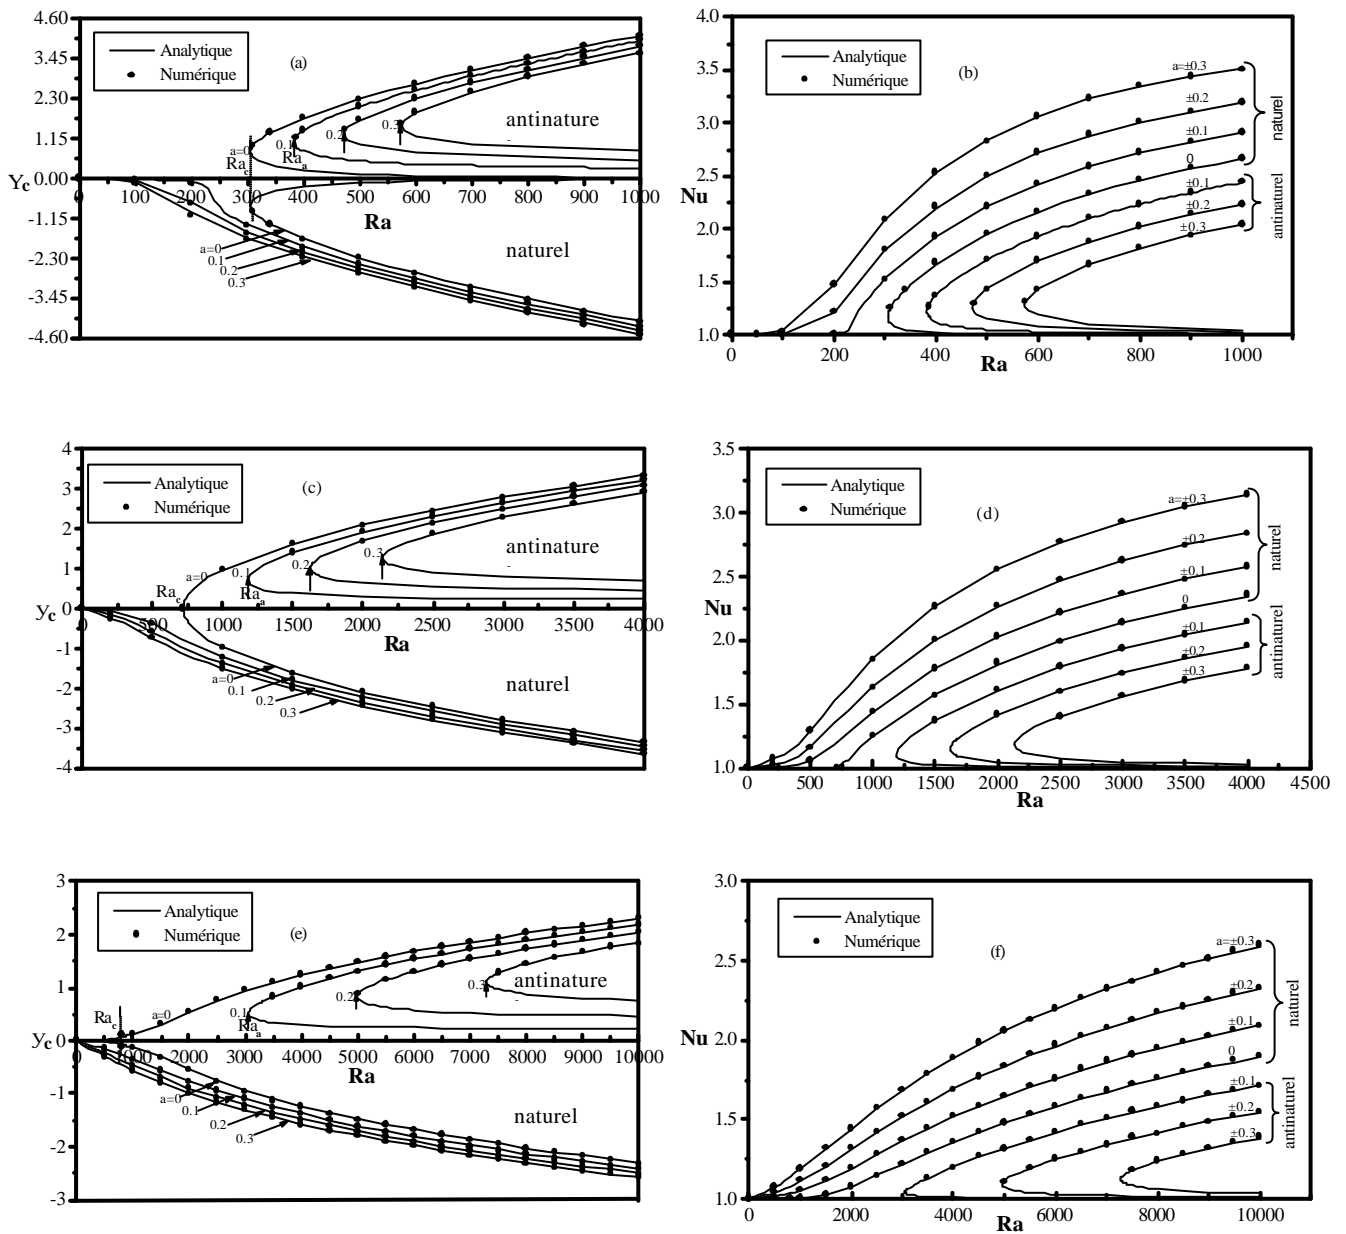 4.60
3.45
2.30
1.15
0.00
-1.15
-2.30
-3.45
-4.60
Ψc
Analytique
Numérique
(a)
antinature
naturel
a=0
0.1
0.2
0.3
Rac
Raa
a=0
0.1
0.2
0.3
0 100 200 300 400 500 600 700 800 900 1000
Ra
4.0
3.5
3.0
2.5
2.0
1.5
1.0
Nu
Analytique
Numérique
(b)
a=±0.3
±0.2
±0.1
0
±0.1
±0.2
±0.3
naturel
antinaturel
0 200 400 600 800 1000
Ra
4
3
2
1
0
-1
-2
-3
-4
Ψc
Analytique
Numérique
(c)
antinature
naturel
a=0
0.1
0.2
0.3
Rac
Raa
a=0
0.1
0.2
0.3
0 500 1000 1500 2000 2500 3000 3500 4000
Ra
3.5
3.0
2.5
2.0
1.5
1.0
Nu
Analytique
Numérique
(d)
a=±0.3
±0.2
±0.1
0
±0.1
±0.2
±0.3
naturel
antinaturel
0 500 1000 1500 2000 2500 3000 3500 4000 4500
Ra
3
2
1
0
-1
-2
-3
Ψc
Analytique
Numérique
(e)
antinature
naturel
a=0
0.1
0.2
0.3
Rac
Raa
a=0
0.1
0.2
0.3
0 1000 2000 3000 4000 5000 6000 7000 8000 9000 10000
Ra
3.0
2.5
2.0
1.5
1.0
Nu
Analytique
Numérique
(f)
a=±0.3
±0.2
±0.1
0
±0.1
±0.2
±0.3
naturel
antinaturel
0 2000 4000 6000 8000 10000
Ra